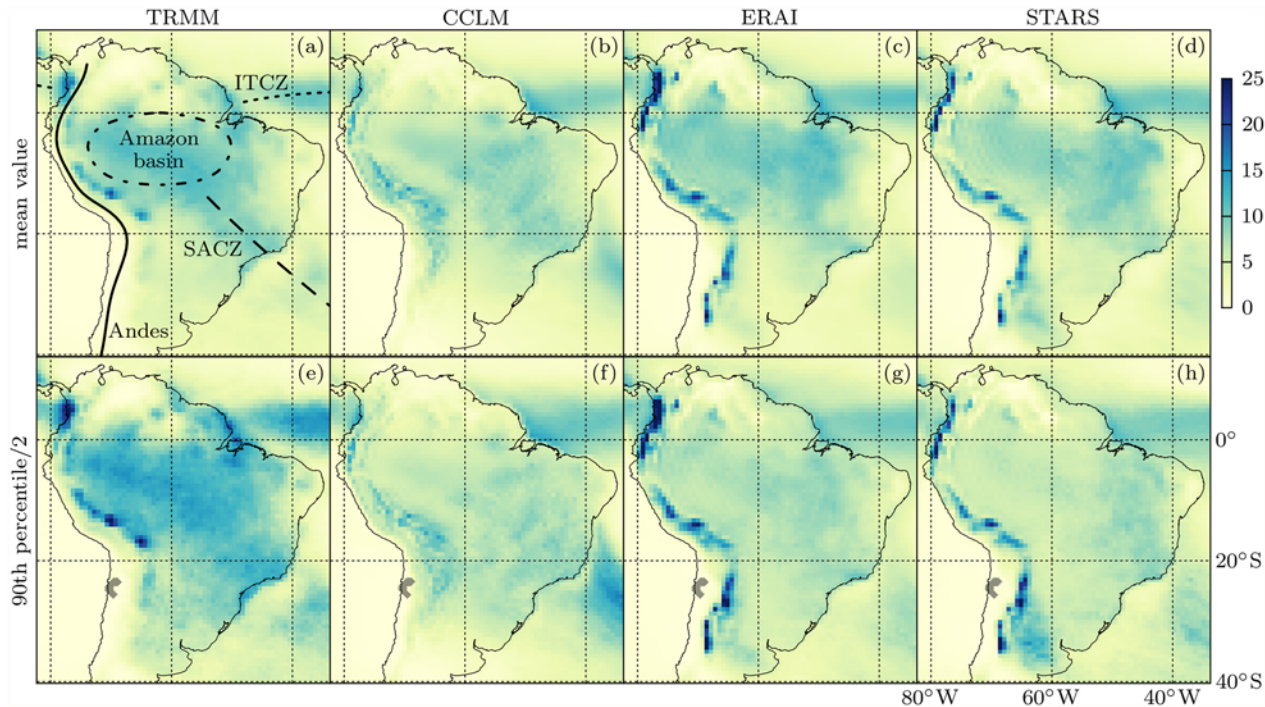 TRMM CCLM ERAI STARS
(a) (b) (c) (d)
ITCZ
Amazon
basin
SACZ
Andes
mean value
25
20
15
10
5
0
(e) (f) (g) (h)
90th percentile/2
0°
20°S
40°S
80°W 60°W 40°W